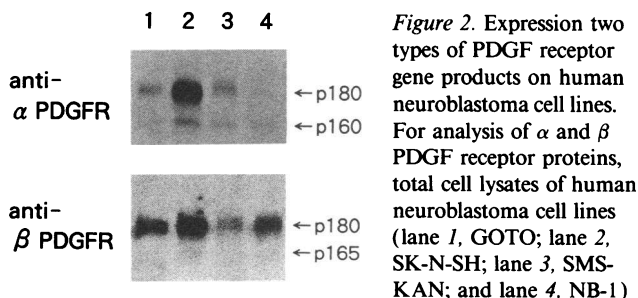 1 2 3 4
anti-
α PDGFR
←p180
←p160
anti-
β PDGFR
←p180
←p165
Figure 2. Expression two
types of PDGF receptor
gene products on human
neuroblastoma cell lines.
For analysis of α and β
PDGF receptor proteins,
total cell lysates of human
neuroblastoma cell lines
(lane 1, GOTO; lane 2,
SK-N-SH; lane 3, SMS-
KAN; and lane 4, NB-1)